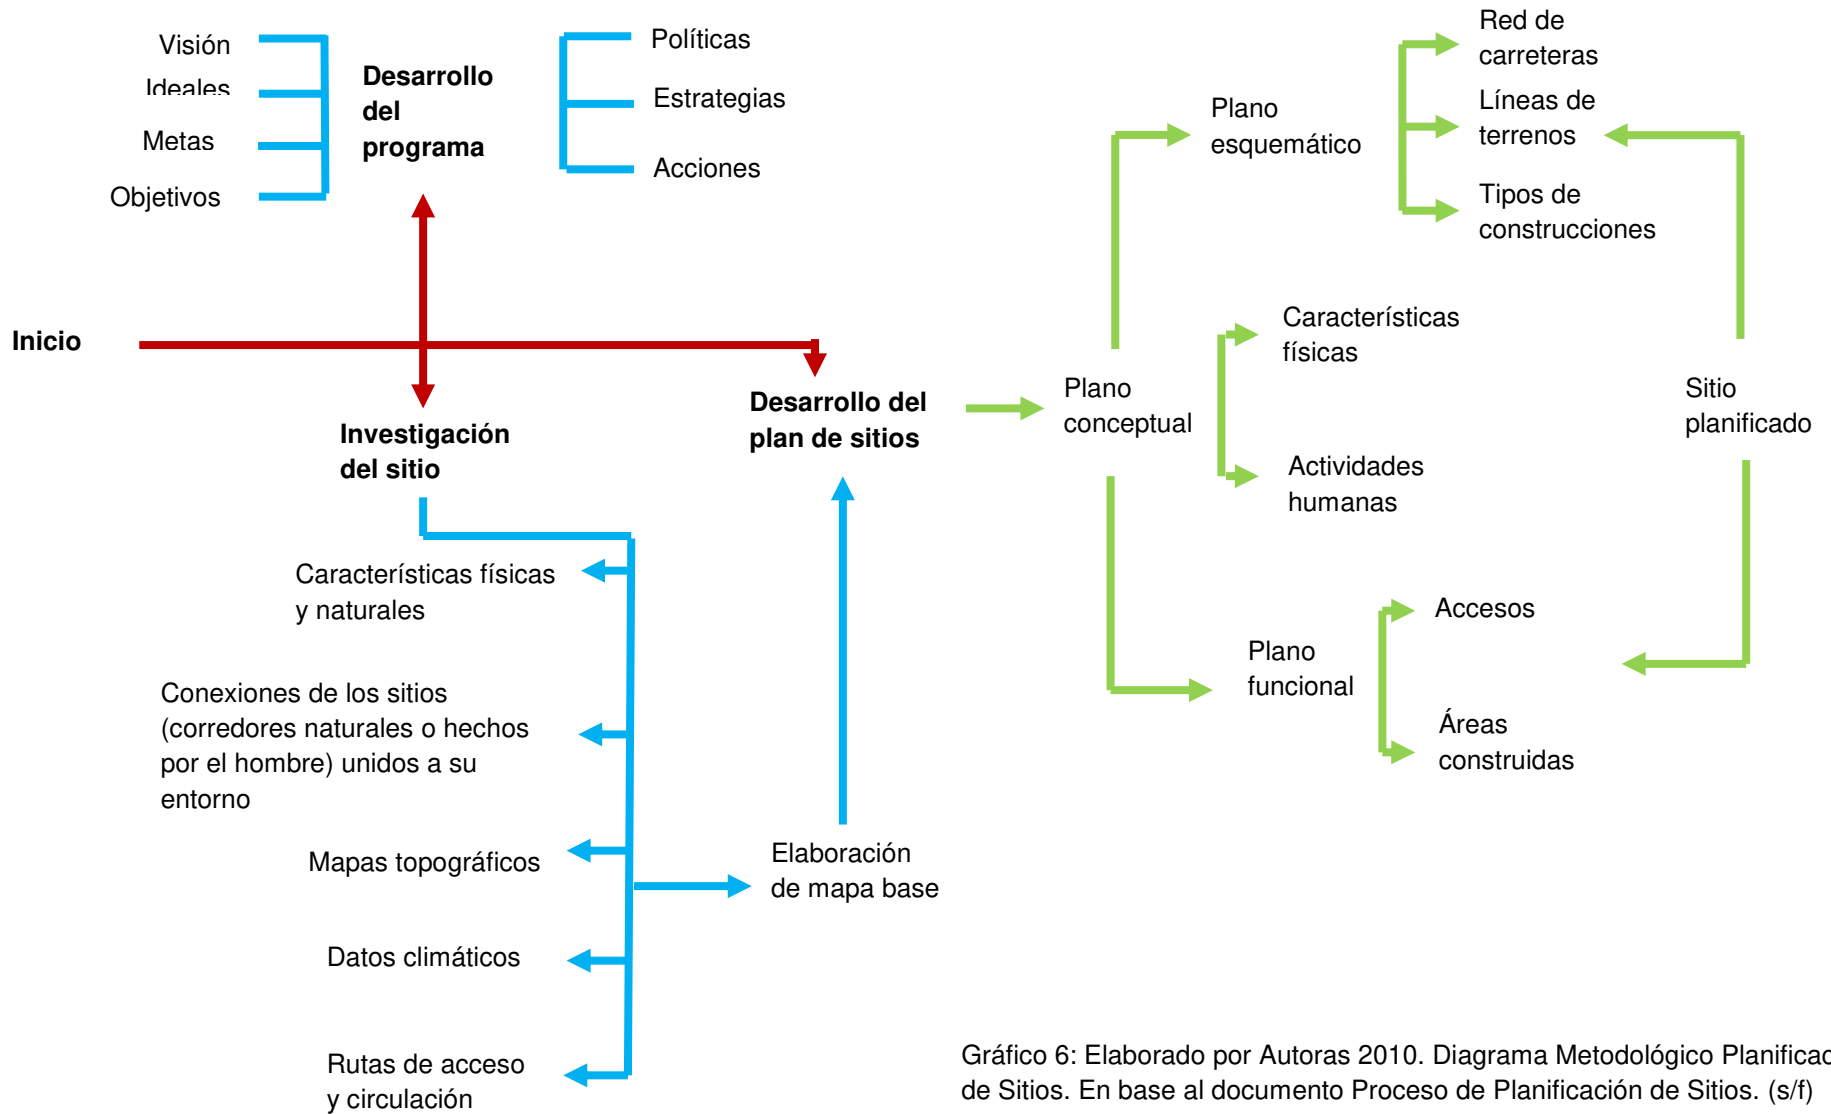 Visión
Ideales
Metas
Objetivos
Desarrollo
del
programa
Políticas
Estrategias
Acciones
Inicio
Investigación
del sitio
Características físicas
y naturales
Conexiones de los sitios
(corredores naturales o hechos
por el hombre) unidos a su
entorno
Mapas topográficos
Datos climáticos
Rutas de acceso
y circulación
Elaboración
de mapa base
Desarrollo del
plan de sitios
Plano
conceptual
Plano
esquemático
Red de
carreteras
Líneas de
terrenos
Tipos de
construcciones
Características
físicas
Actividades
humanas
Plano
funcional
Accesos
Áreas
construidas
Sitio
planificado
Gráfico 6: Elaborado por Autoras 2010. Diagrama Metodológico Planificac
de Sitios. En base al documento Proceso de Planificación de Sitios. (s/f)